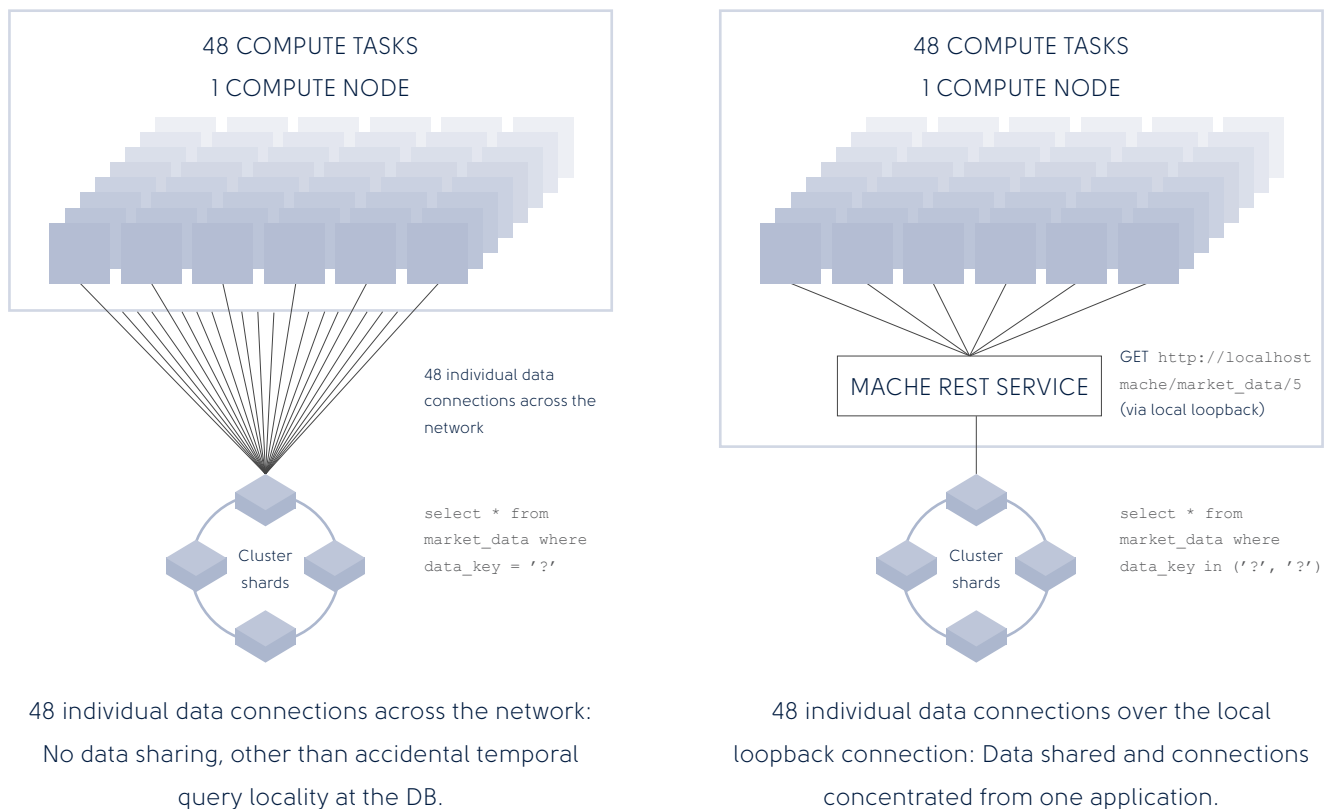 48 COMPUTE TASKS
1 COMPUTE NODE
48 individual data
connections across the
network
Cluster
shards
select * from
market_data where
data_key = ’?’
48 individual data connections across the network:
No data sharing, other than accidental temporal
query locality at the DB.
48 COMPUTE TASKS
1 COMPUTE NODE
MACHE REST SERVICE
GET http://localhost
mache/market_data/5
(via local loopback)
Cluster
shards
select * from
market_data where
data_key in (’?’, ’?’)
48 individual data connections over the local
loopback connection: Data shared and connections
concentrated from one application.